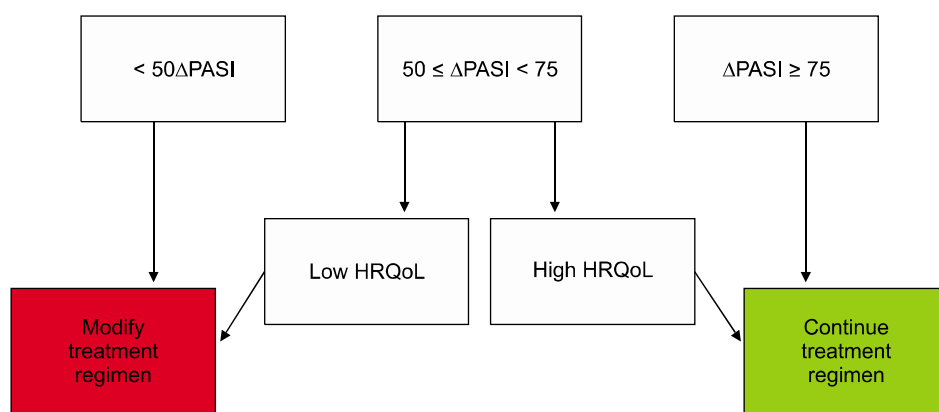 < 50ΔPASI
50 ≤ ΔPASI < 75
ΔPASI ≥ 75
Low HRQoL
High HRQoL
Modify
treatment
regimen
Continue
treatment
regimen